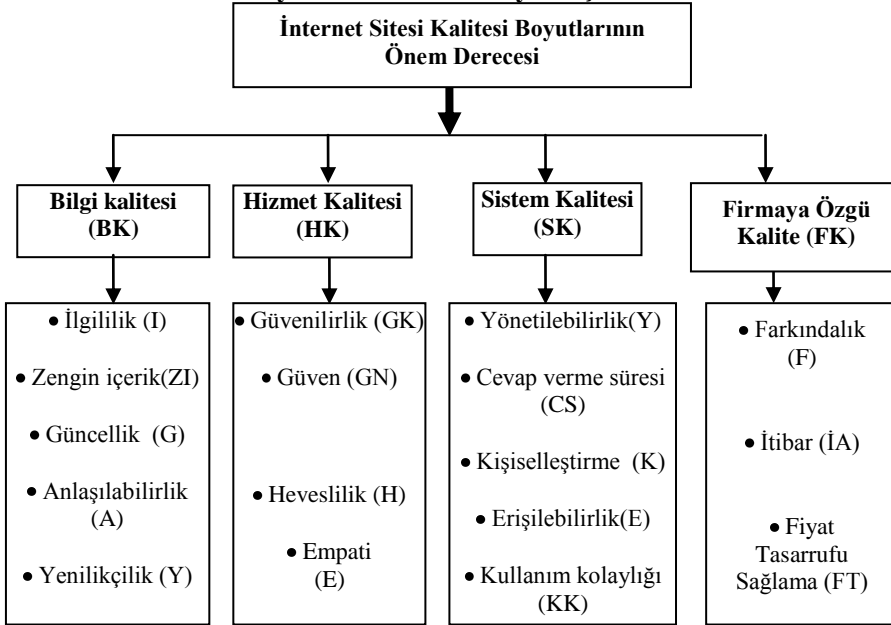 İnternet Sitesi Kalitesi Boyutlarının
Önem Derecesi
Bilgi kalitesi
(BK)
Hizmet Kalitesi
(HK)
Sistem Kalitesi
(SK)
Firmaya Özgü
Kalite (FK)
• İlgililik (I)
• Zengin içerik(ZI)
• Güncellik (G)
• Anlaşılabilirlik
(A)
• Yenilikçilik (Y)
• Güvenilirlik (GK)
• Güven (GN)
• Heveslilik (H)
• Empati
(E)
• Yönetilebilirlik(Y)
• Cevap verme süresi
(CS)
• Kişiselleştirme (K)
• Erişilebilirlik(E)
• Kullanım kolaylığı
(KK)
• Farkındalık
(F)
• İtibar (İA)
• Fiyat
Tasarrufu
Sağlama (FT)